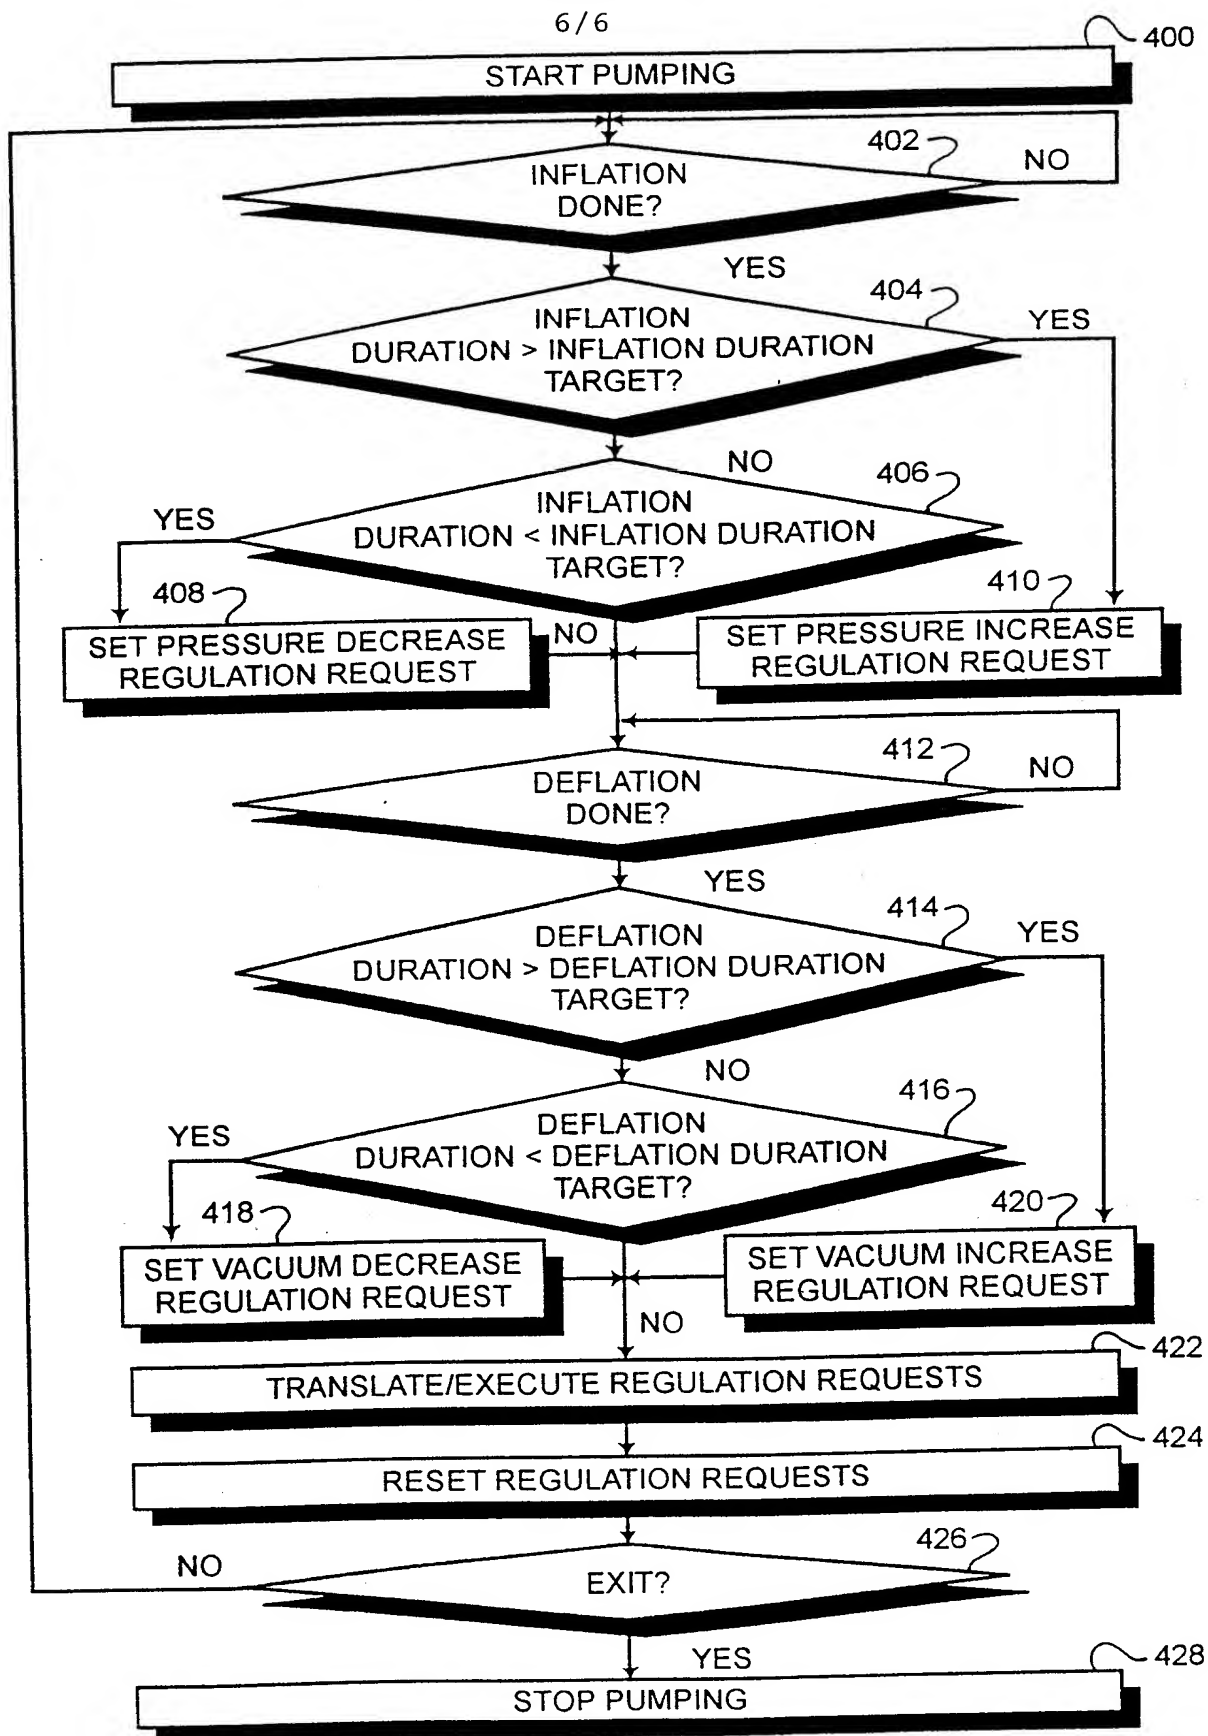 6/6
400
START PUMPING
402
NO
INFLATION
DONE?
YES
404
YES
INFLATION
DURATION > INFLATION DURATION
TARGET?
NO
406
YES
INFLATION
DURATION < INFLATION DURATION
TARGET?
408
410
SET PRESSURE DECREASE
REGULATION REQUEST
NO
SET PRESSURE INCREASE
REGULATION REQUEST
412
NO
DEFLATION
DONE?
YES
414
YES
DEFLATION
DURATION > DEFLATION DURATION
TARGET?
NO
416
YES
DEFLATION
DURATION < DEFLATION DURATION
TARGET?
418
420
SET VACUUM DECREASE
REGULATION REQUEST
SET VACUUM INCREASE
REGULATION REQUEST
NO
422
TRANSLATE/EXECUTE REGULATION REQUESTS
424
RESET REGULATION REQUESTS
426
NO
EXIT?
YES
428
STOP PUMPING